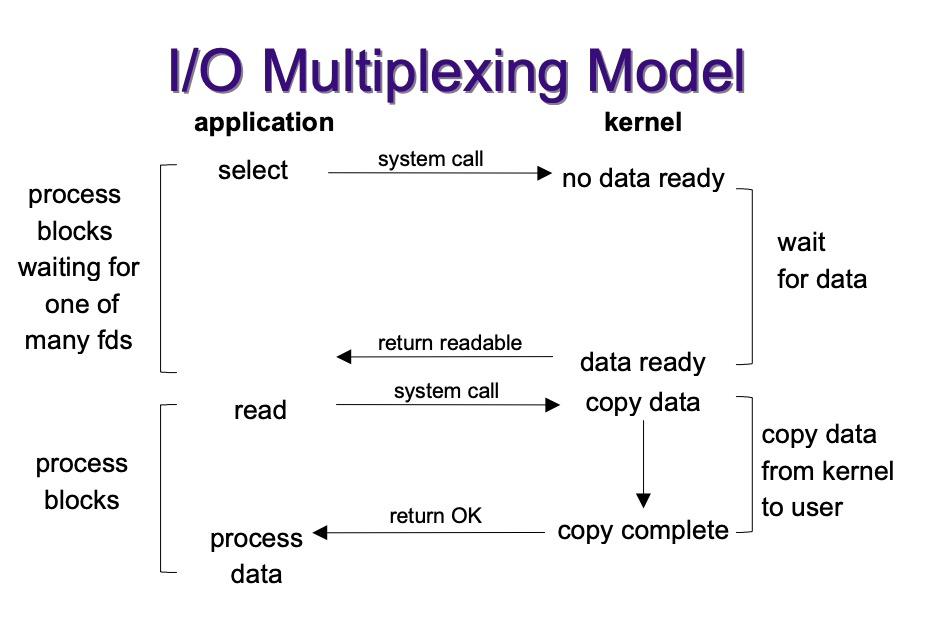 I/O Multiplexing Model
application
kernel
select
system call
no data ready
process
blocks
waiting for
one of
many fds
wait
for data
return readable
data ready
read
system call
copy data
process
blocks
copy data
from kernel
to user
return OK
copy complete
process
data